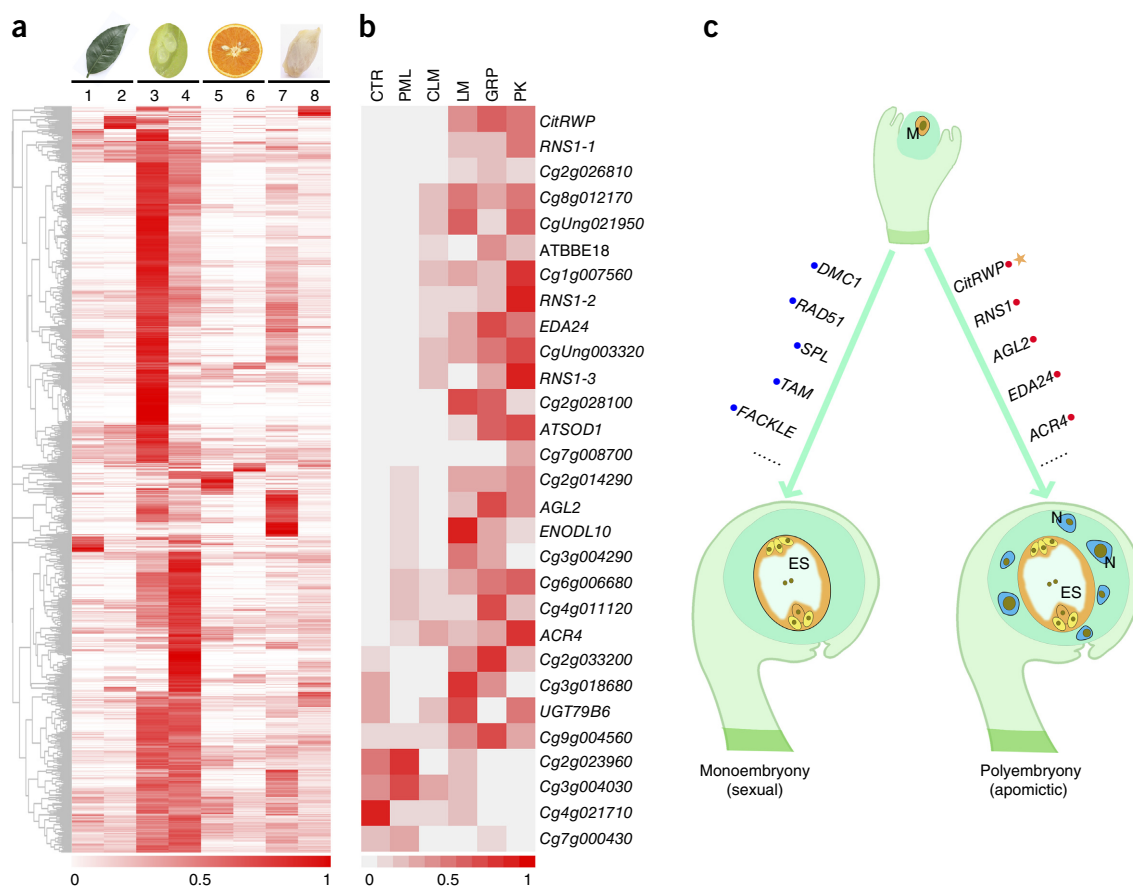 a
1 2 3 4 5 6 7 8
0 0.5 1
b
CTR PML CLM LM GRP PK
CitRWP
RNS1-1
Cg2g026810
Cg8g012170
CgUng021950
ATBBE18
Cg1g007560
RNS1-2
EDA24
CgUng003320
RNS1-3
Cg2g028100
ATSOD1
Cg7g008700
Cg2g014290
AGL2
ENODL10
Cg3g004290
Cg6g006680
Cg4g011120
ACR4
Cg2g033200
Cg3g018680
UGT79B6
Cg9g004560
Cg2g023960
Cg3g004030
Cg4g021710
Cg7g000430
0 0.5 1
c
M
DMC1
RAD51
SPL
TAM
FACKLE
......
CitRWP
RNS1
AGL2
EDA24
ACR4
......
ES
N
N
ES
Monoembryony
(sexual)
Polyembryony
(apomictic)